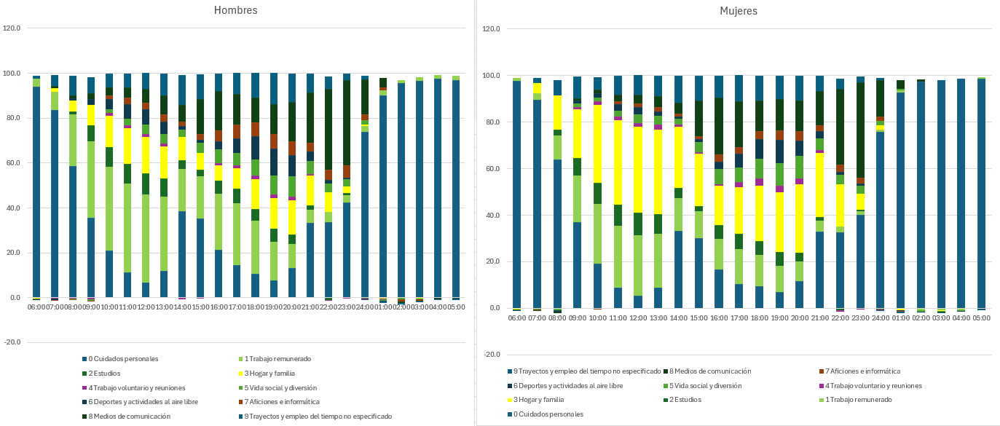 Hombres
120.0
100.0
80.0
60.0
40.0
20.0
0.0
06:00 07:00 08:00 09:00 10:00 11:00 12:00 13:00 14:00 15:00 16:00 17:00 18:00 19:00 20:00 21:00 22:00 23:00 24:00 01:00 02:00 03:00 04:00 05:00
-20.0
0 Cuidados personales 1 Trabajo remunerado
2 Estudios 3 Hogar y familia
4 Trabajo voluntario y reuniones 5 Vida social y diversión
6 Deportes y actividades al aire libre 7 Aficiones e informática
8 Medios de comunicación 9 Trayectos y empleo del tiempo no especificado
Mujeres
120.0
100.0
80.0
60.0
40.0
20.0
0.0
06:00 07:00 08:00 09:00 10:00 11:00 12:00 13:00 14:00 15:00 16:00 17:00 18:00 19:00 20:00 21:00 22:00 23:00 24:00 01:00 02:00 03:00 04:00 05:00
-20.0
9 Trayectos y empleo del tiempo no especificado 8 Medios de comunicación 7 Aficiones e informática
6 Deportes y actividades al aire libre 5 Vida social y diversión 4 Trabajo voluntario y reuniones
3 Hogar y familia 2 Estudios 1 Trabajo remunerado
0 Cuidados personales